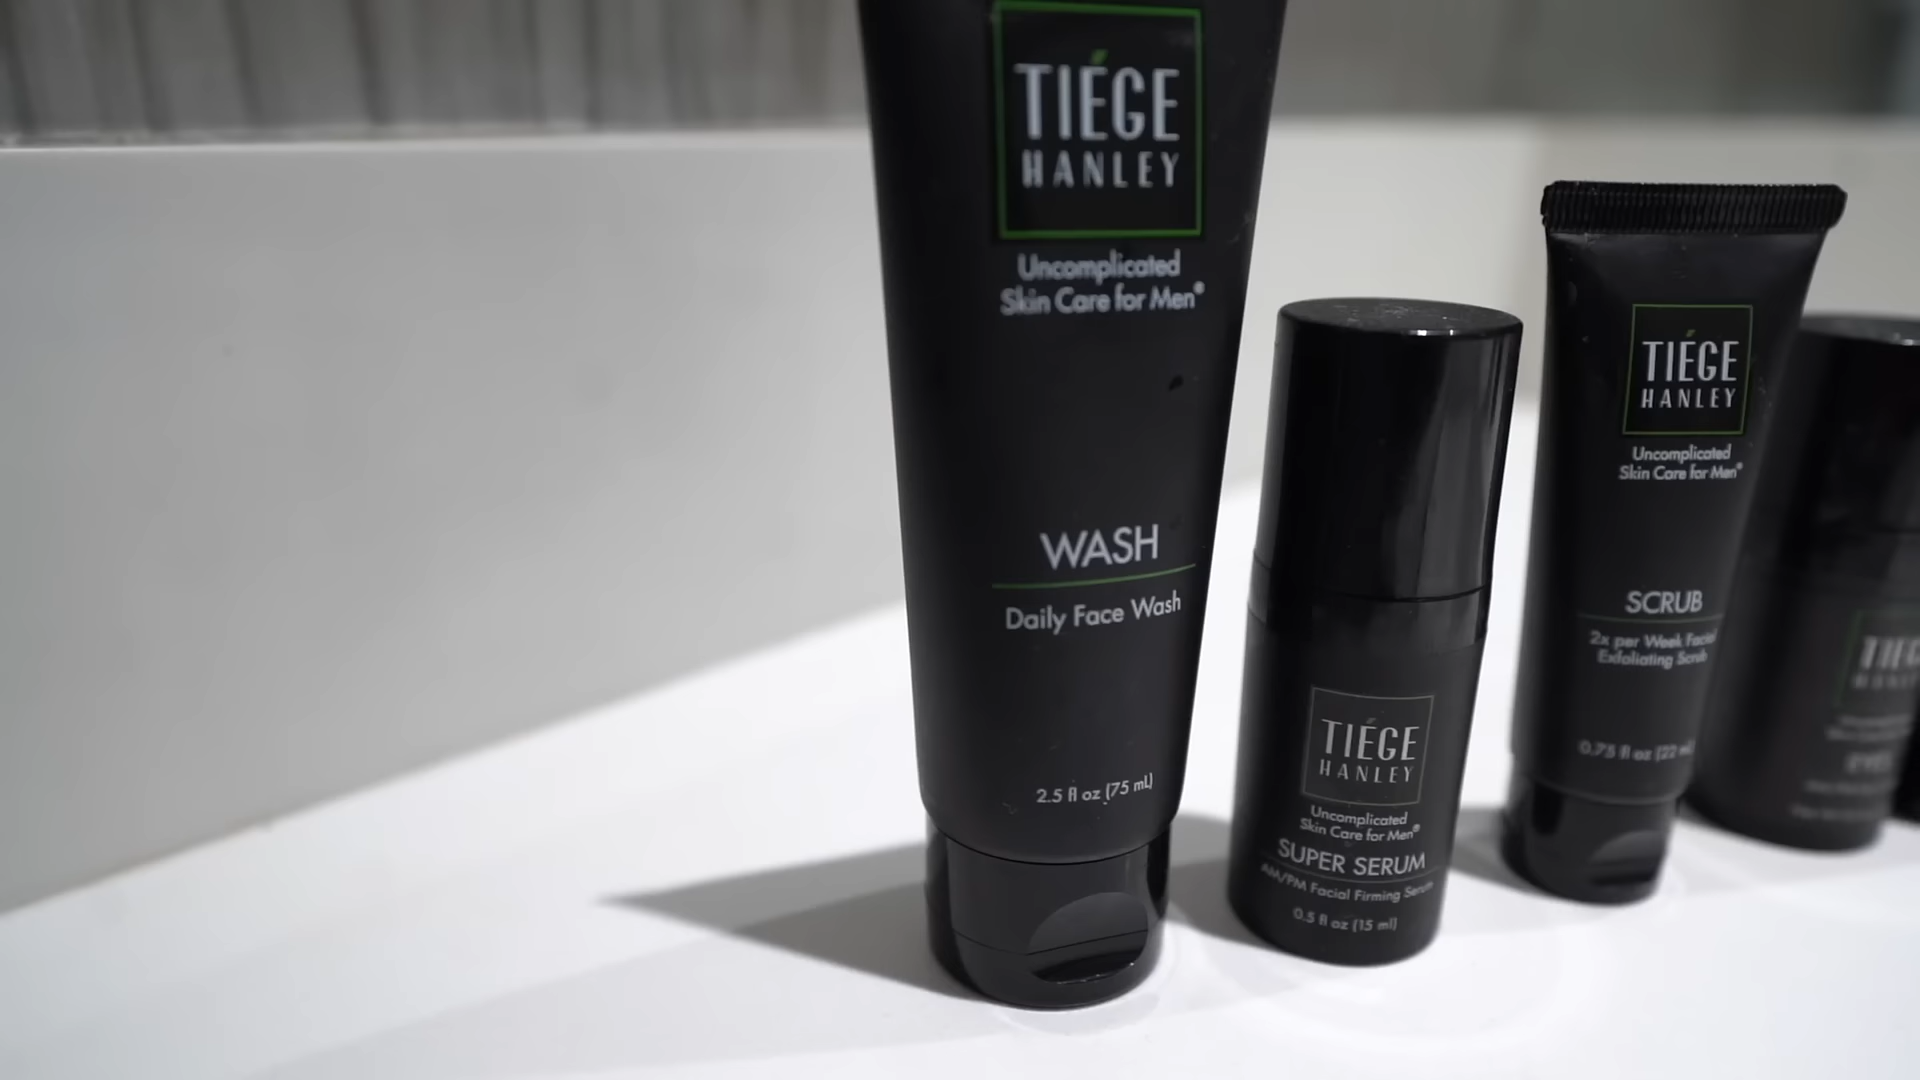 TIÉGE
HANLEY
Uncomplicated
Skin Care for Men®
WASH
Daily Face Wash
2.5 fl oz (75 mL)
TIÉGE
HANLEY
Uncomplicated
Skin Care for Men®
SUPER SERUM
AM/PM Facial Firming Serum
0.5 fl oz (15 ml)
TIÉGE
HANLEY
Uncomplicated
Skin Care for Men®
SCRUB
2x per Week Facial
Exfoliating Scrub
0.75 fl oz (22
EYES